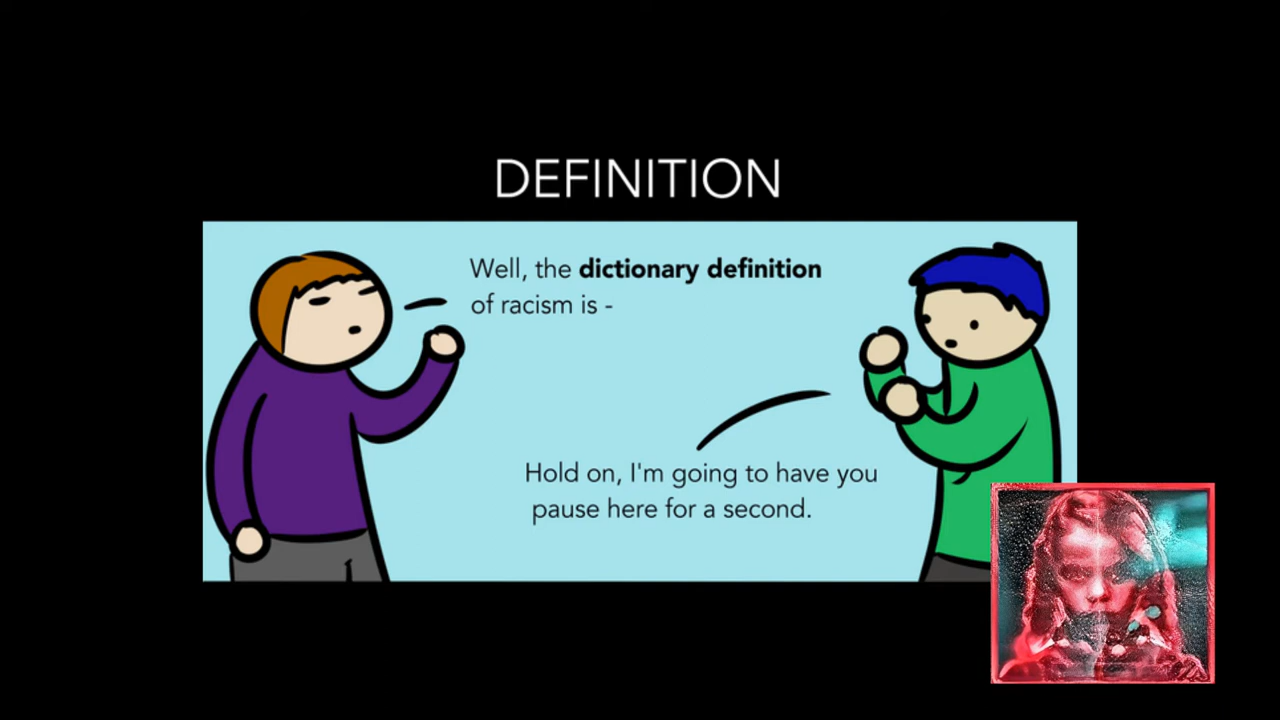 DEFINITION
Well, the dictionary definition
of racism is -
Hold on, I'm going to have you
pause here for a second.